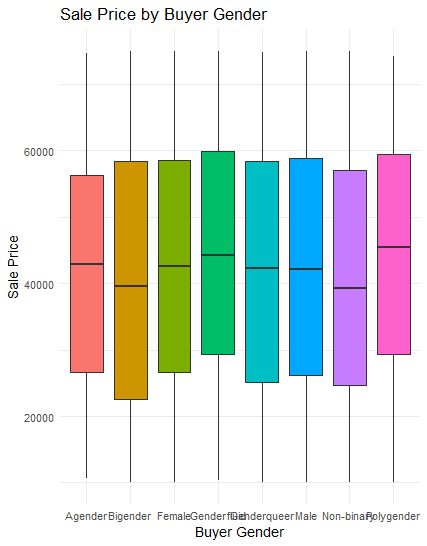 Sale Price by Buyer Gender
60000
40000
20000
Sale Price
Agender Bigender Female Genderfluid Genderqueer Male Non-binary Polygender
Buyer Gender